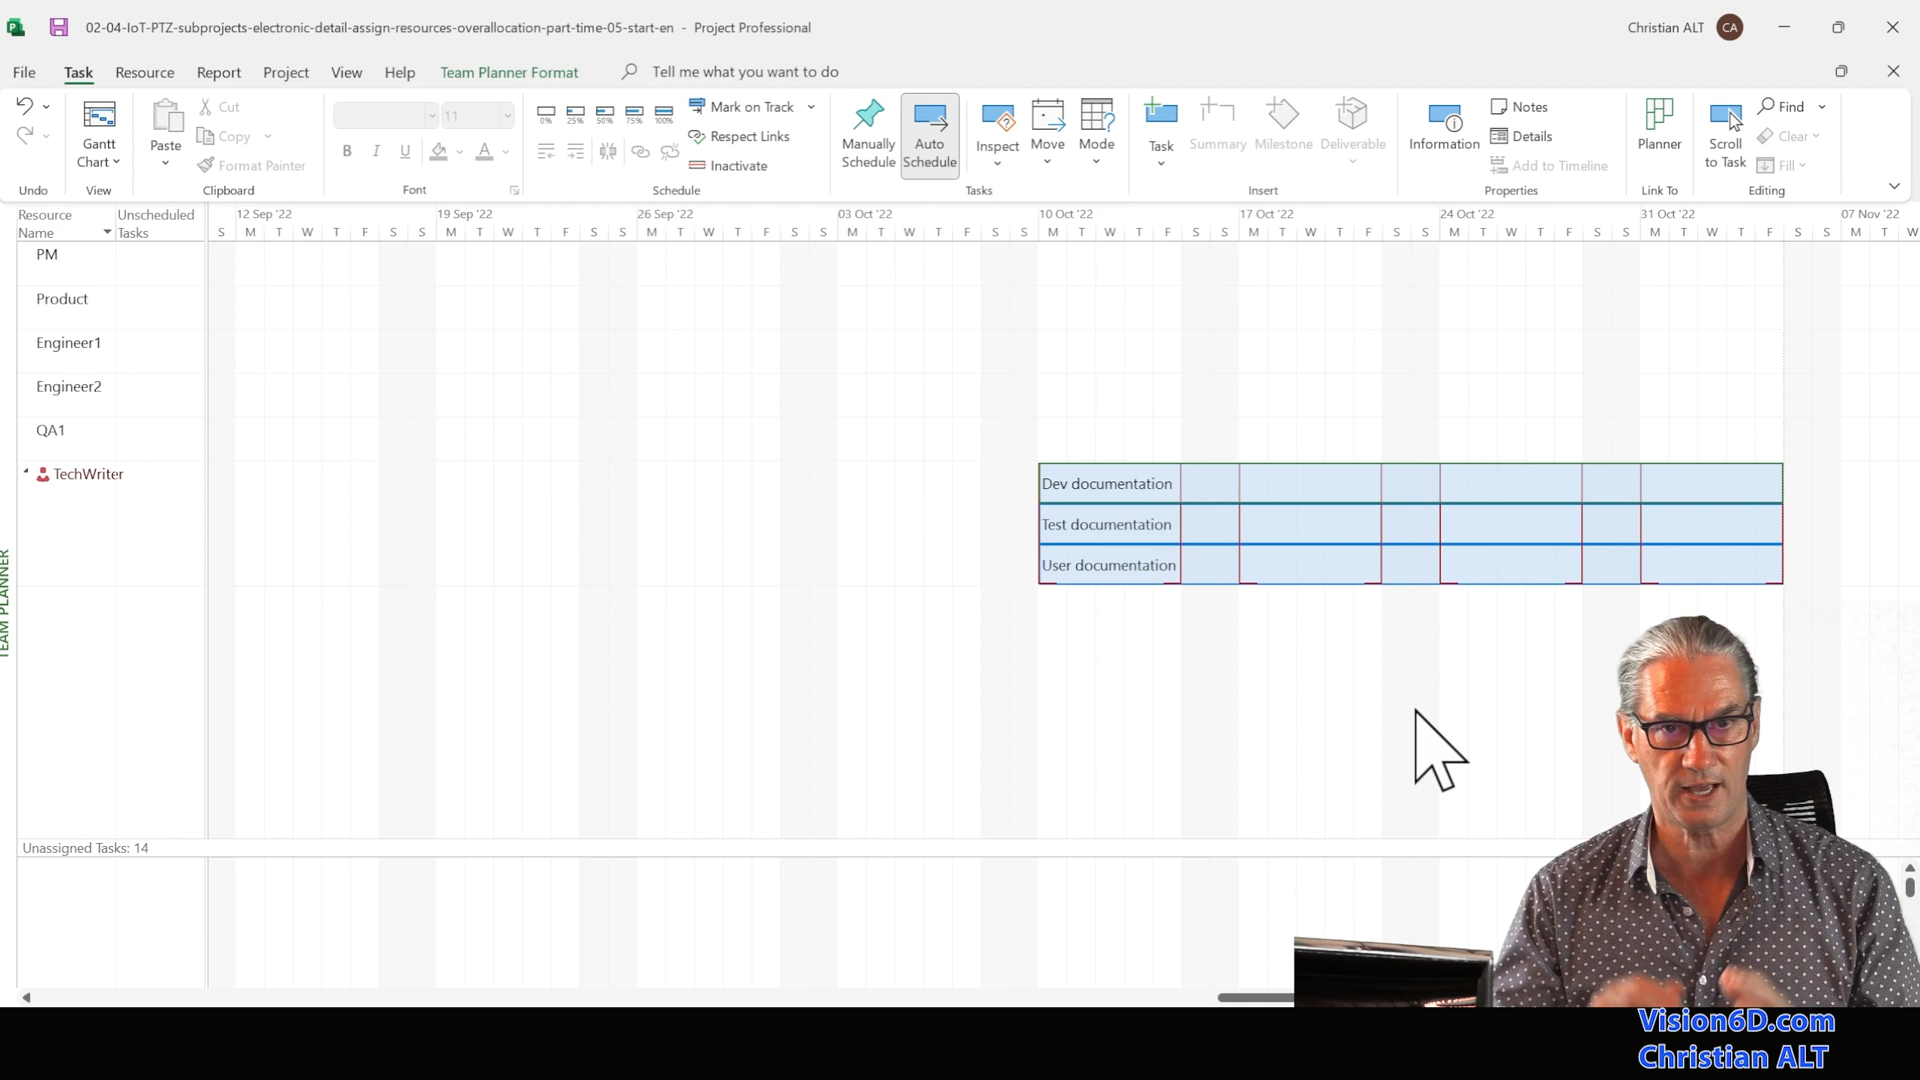 02-04-IoT-PTZ-subprojects-electronic-detail-assign-resources-overallocation-part-time-05-start-en - Project Professional
Christian ALT CA
File Task Resource Report Project View Help Team Planner Format Tell me what you want to do
Undo
Gantt Chart
View
Paste
Cut
Copy
Format Painter
Clipboard
11
B I U A
Font
0% 25% 50% 75% 100%
Mark on Track
Respect Links
Inactivate
Schedule
Manually Schedule
Auto Schedule
Inspect
Move
Mode
Tasks
Task
Summary
Milestone
Deliverable
Insert
Information
Notes
Details
Add to Timeline
Properties
Planner
Link To
Scroll to Task
Find
Clear
Fill
Editing
Resource Name
Unscheduled Tasks
12 Sep '22 19 Sep '22 26 Sep '22 03 Oct '22 10 Oct '22 17 Oct '22 24 Oct '22 31 Oct '22 07 Nov '22
S M T W T F S S M T W T F S S M T W T F S S M T W T F S S M T W T F S S M T W T F S S M T W T F S S M T W T F S S M T W
PM
Product
Engineer1
Engineer2
QA1
TechWriter
Dev documentation
Test documentation
User documentation
TEAM PLANNER
Unassigned Tasks: 14
Vision6D.com
Christian ALT